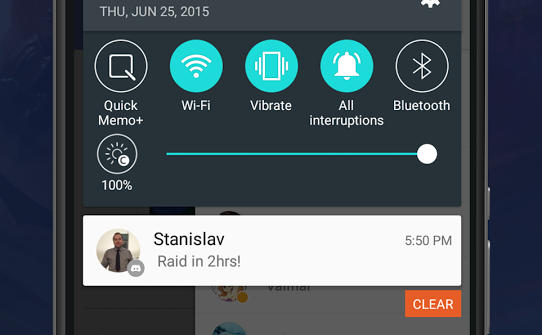 THU, JUN 25, 2015
Quick
Memo+
Wi-Fi
Vibrate
All
interruptions
Bluetooth
100%
Stanislav
5:50 PM
Raid in 2hrs!
Valmar
CLEAR